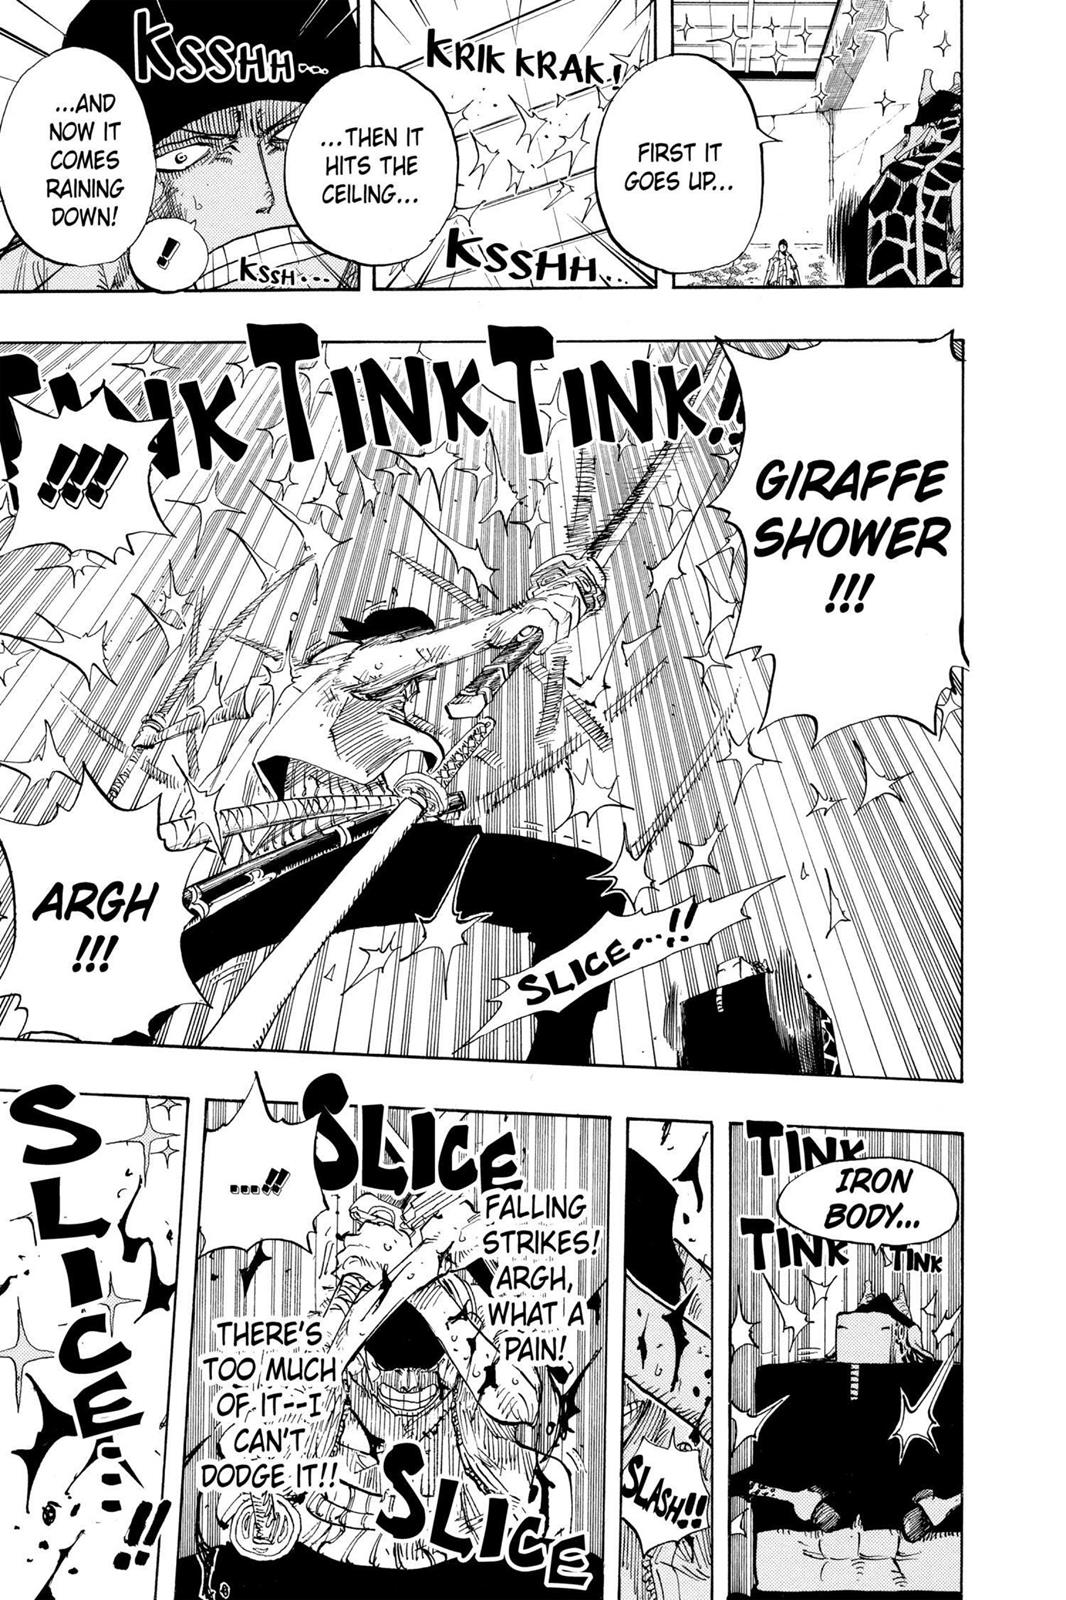 FIRST IT
GOES UP...
KRIK KRAK!
...THEN IT
HITS THE
CEILING...
KSSHH...
KSSHH...
...AND
NOW IT
COMES
RAINING
DOWN!
!
KSSH...
GIRAFFE
SHOWER
!!!
TINK TINK TINK!!
!!!!
ARGH
!!!
SLICE...!!
TINK
IRON
BODY...
TINK
TINK
SLASH!!
SLICE
FALLING
STRIKES!
ARGH,
WHAT A
PAIN!
...!!
THERE'S
TOO MUCH
OF IT--I
CAN'T
DODGE IT!!
SLICE
SLICE...!!